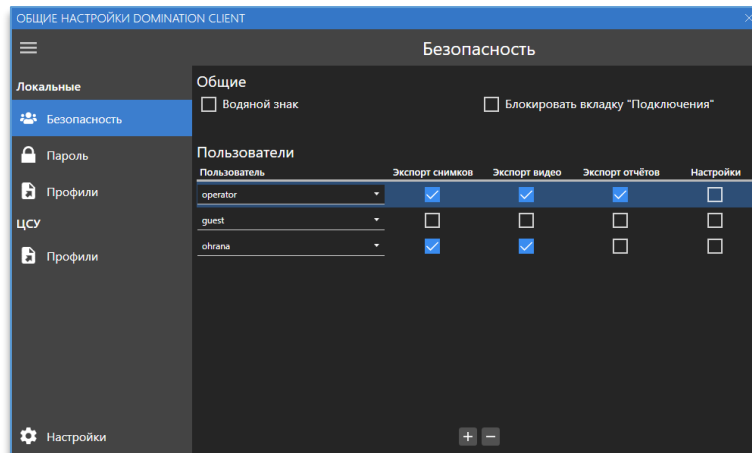 ОБЩИЕ НАСТРОЙКИ DOMINATION CLIENT
Безопасность
Локальные
Безопасность
Пароль
Профили
ЦСУ
Профили
Настройки
Общие
Водяной знак
Блокировать вкладку "Подключения"
Пользователи
Пользователь Экспорт снимков Экспорт видео Экспорт отчётов Настройки
operator
guest
ohrana